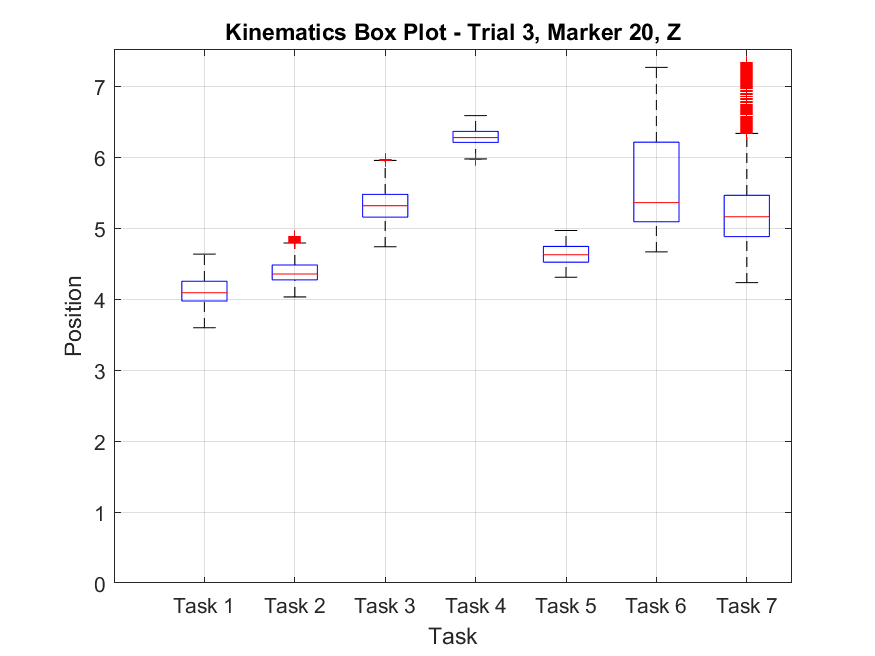 Kinematics Box Plot - Trial 3, Marker 20, Z
7
6
5
4
3
2
1
0
Position
Task 1 Task 2 Task 3 Task 4 Task 5 Task 6 Task 7
Task